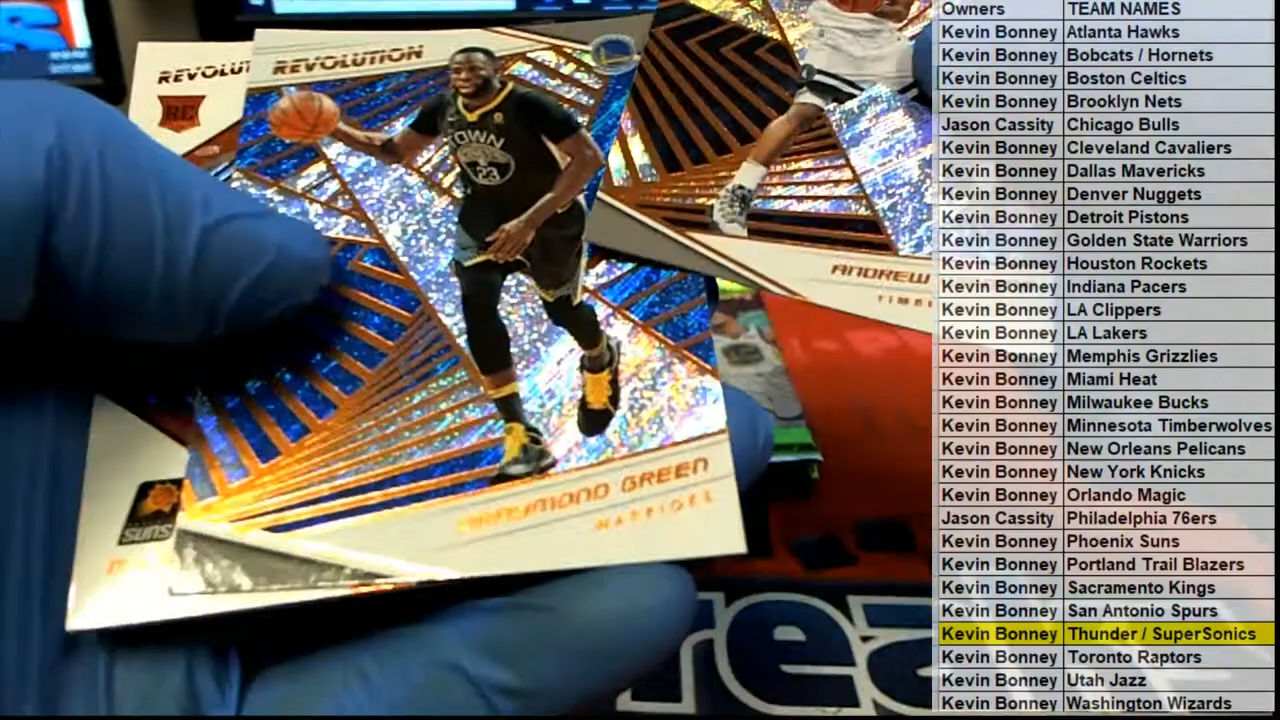 REVOLUT
RC
REVOLUTION
TOWN
23
DRAYMOND GREEN
WARRIORS
SUNS
ANDREW
TIMB
rea
Owners TEAM NAMES
Kevin Bonney Atlanta Hawks
Kevin Bonney Bobcats / Hornets
Kevin Bonney Boston Celtics
Kevin Bonney Brooklyn Nets
Jason Cassity Chicago Bulls
Kevin Bonney Cleveland Cavaliers
Kevin Bonney Dallas Mavericks
Kevin Bonney Denver Nuggets
Kevin Bonney Detroit Pistons
Kevin Bonney Golden State Warriors
Kevin Bonney Houston Rockets
Kevin Bonney Indiana Pacers
Kevin Bonney LA Clippers
Kevin Bonney LA Lakers
Kevin Bonney Memphis Grizzlies
Kevin Bonney Miami Heat
Kevin Bonney Milwaukee Bucks
Kevin Bonney Minnesota Timberwolves
Kevin Bonney New Orleans Pelicans
Kevin Bonney New York Knicks
Kevin Bonney Orlando Magic
Jason Cassity Philadelphia 76ers
Kevin Bonney Phoenix Suns
Kevin Bonney Portland Trail Blazers
Kevin Bonney Sacramento Kings
Kevin Bonney San Antonio Spurs
Kevin Bonney Thunder / SuperSonics
Kevin Bonney Toronto Raptors
Kevin Bonney Utah Jazz
Kevin Bonney Washington Wizards